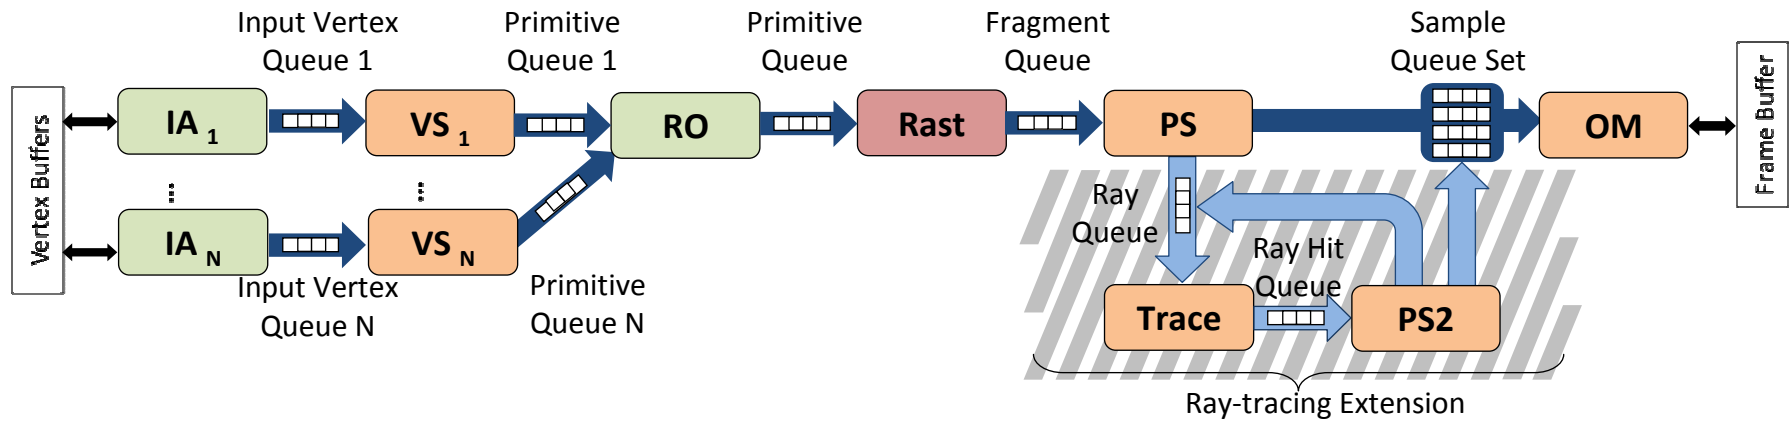 Input Vertex
Queue 1
Primitive
Queue 1
Primitive
Queue
Fragment
Queue
Sample
Queue Set
Vertex Buffers
IA 1
VS 1
RO
Rast
PS
OM
Frame Buffer
...
...
IA N
VS N
Input Vertex
Queue N
Primitive
Queue N
Ray
Queue
Ray Hit
Queue
Trace
PS2
Ray-tracing Extension